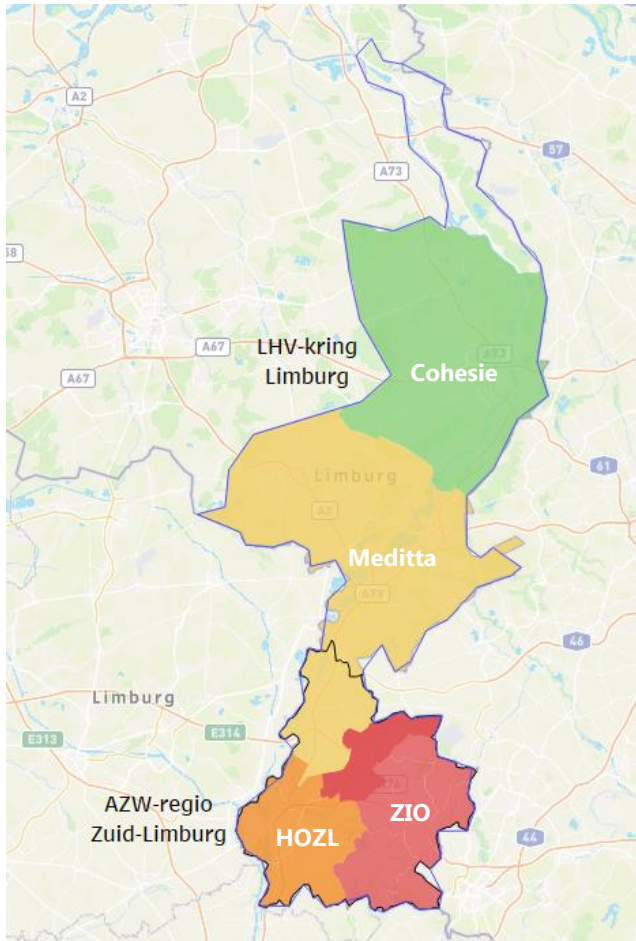 A2
57
A73
58
A67
LHV-kring
Limburg
A73
Cohesie
A67
Limburg
61
A2
Meditta
A73
46
Limburg
E313
E314
A76
AZW-regio
Zuid-Limburg
HOZL
ZIO
44